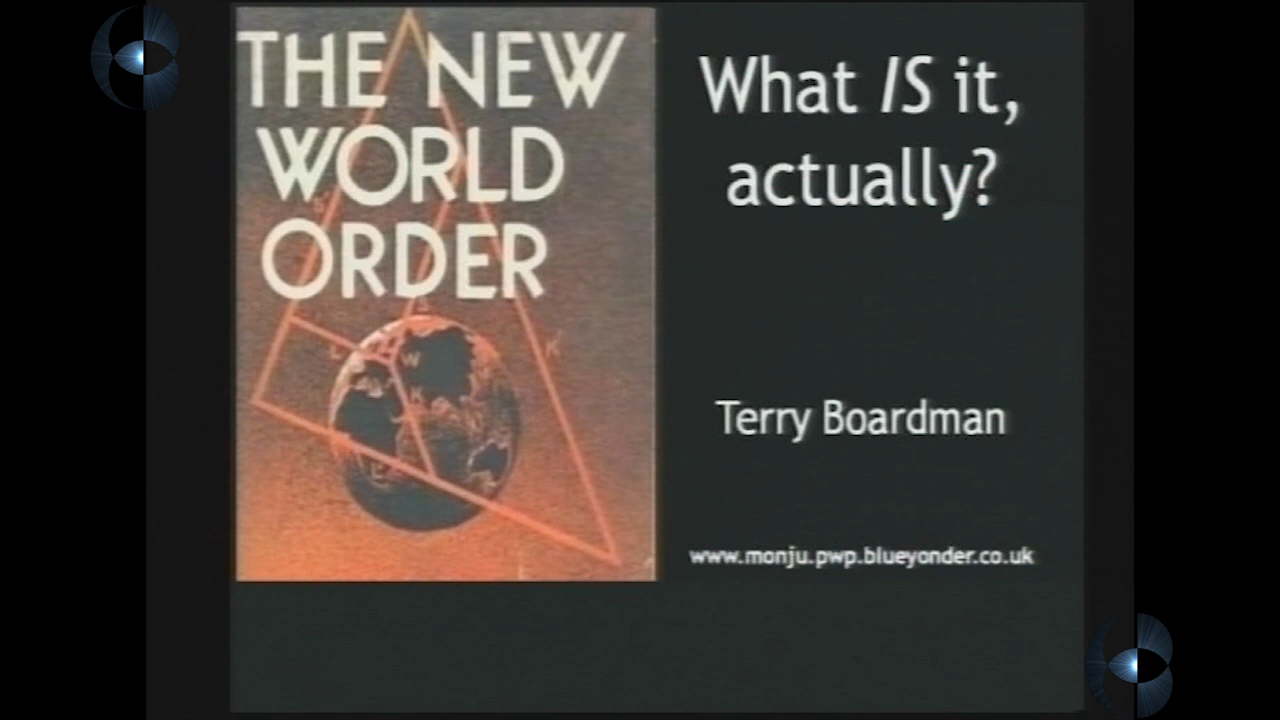 THE NEW
WORLD
ORDER
What IS it,
actually?
Terry Boardman
www.monju.pwp.blueyonder.co.uk
K
W